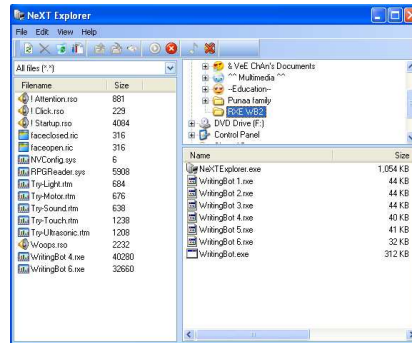 NeXT Explorer
File Edit View Help
All files (*.*)
Filename Size
! Attention.rso 881
! Click.rso 229
! Startup.rso 4084
faceclosed.ric 316
faceopen.ric 316
NVConfig.sys 6
RPGReader.sys 5908
Try-Light.rtm 684
Try-Motor.rtm 676
Try-Sound.rtm 638
Try-Touch.rtm 1238
Try-Ultrasonic.rtm 1208
Woops.rso 2232
WritingBot 4.rxe 40280
WritingBot 6.rxe 32660
& VeE ChAn's Documents
^^ Multimedia
--Education--
Punaa family
RXE WB2
DVD Drive (F:)
Control Panel
Name Size
NeXTExplorer.exe 1,054 KB
WritingBot 1.rxe 44 KB
WritingBot 2.rxe 44 KB
WritingBot 3.rxe 44 KB
WritingBot 4.rxe 40 KB
WritingBot 5.rxe 41 KB
WritingBot 6.rxe 32 KB
WritingBot.exe 312 KB